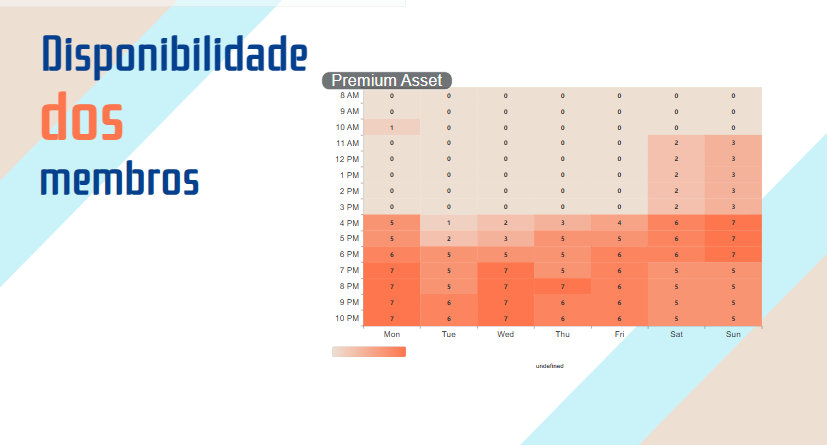 Disponibilidade
dos
membros
Premium Asset
8 AM 0 0 0 0 0 0 0
9 AM 0 0 0 0 0 0 0
10 AM 1 0 0 0 0 0 0
11 AM 0 0 0 0 0 2 3
12 PM 0 0 0 0 0 2 3
1 PM 0 0 0 0 0 2 3
2 PM 0 0 0 0 0 2 3
3 PM 0 0 0 0 0 2 3
4 PM 5 1 2 3 4 6 7
5 PM 5 2 3 5 5 6 7
6 PM 6 5 5 5 6 6 7
7 PM 7 5 7 5 6 5 5
8 PM 7 5 7 7 6 5 5
9 PM 7 6 7 6 6 5 5
10 PM 7 6 7 6 6 5 5
Mon Tue Wed Thu Fri Sat Sun
undefined